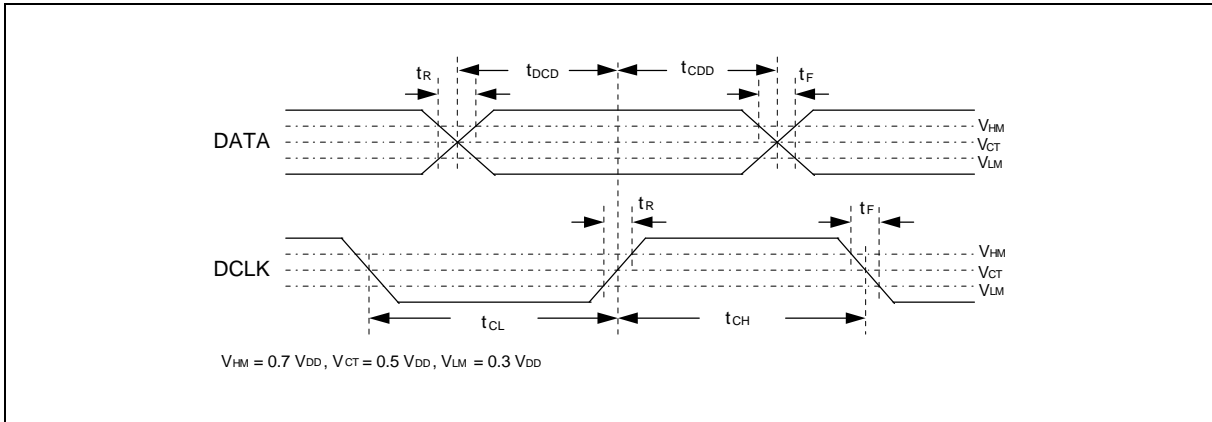 tR tDCD tCDD tF
DATA
VHM
VCT
VLM
tR tF
DCLK
VHM
VCT
VLM
tCL tCH
VHM = 0.7 VDD , VCT = 0.5 VDD, VLM = 0.3 VDD